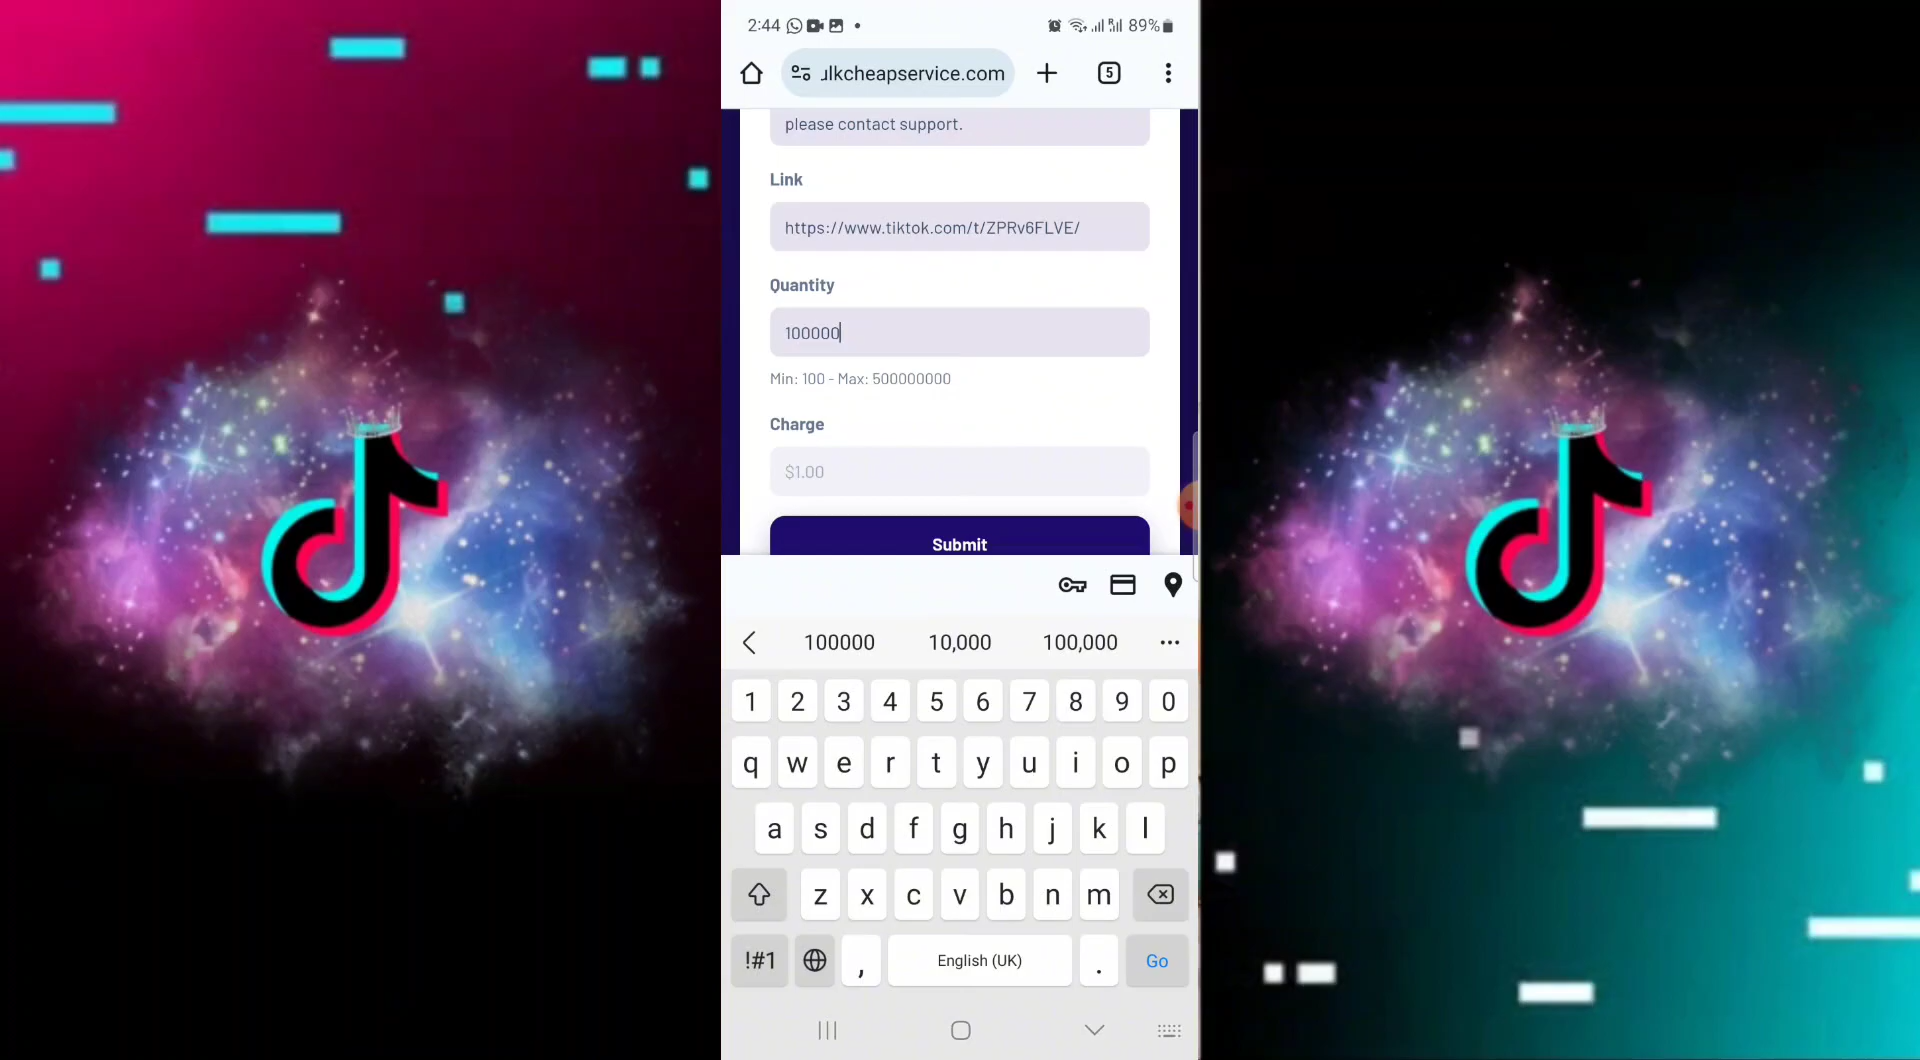 2:44
89%
ulkcheapservice.com
5
please contact support.
Link
https://www.tiktok.com/t/ZPRv6FLVE/
Quantity
100000
Min: 100 - Max: 500000000
Charge
$1.00
Submit
100000 10,000 100,000
1 2 3 4 5 6 7 8 9 0
q w e r t y u i o p
a s d f g h j k l
z x c v b n m
!#1 , English (UK) . Go